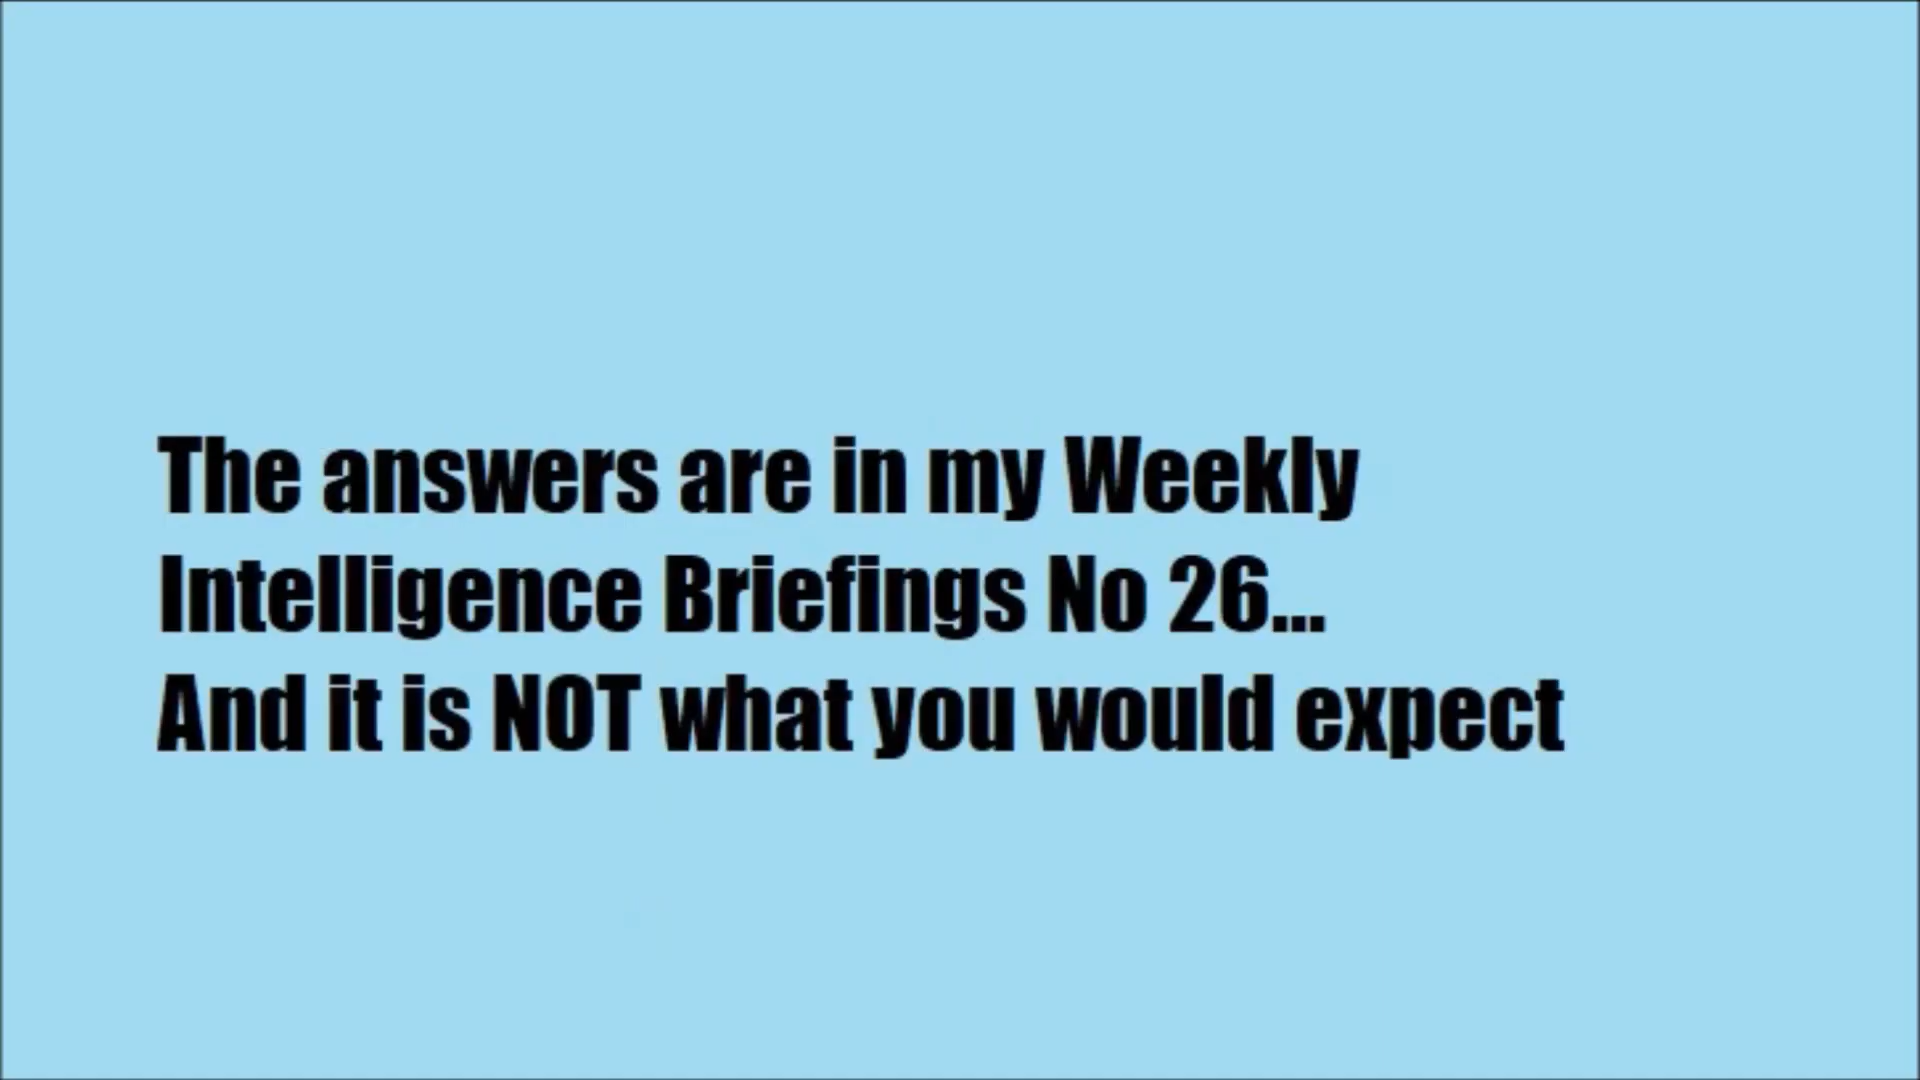 The answers are in my Weekly
Intelligence Briefings No 26...
And it is NOT what you would expect